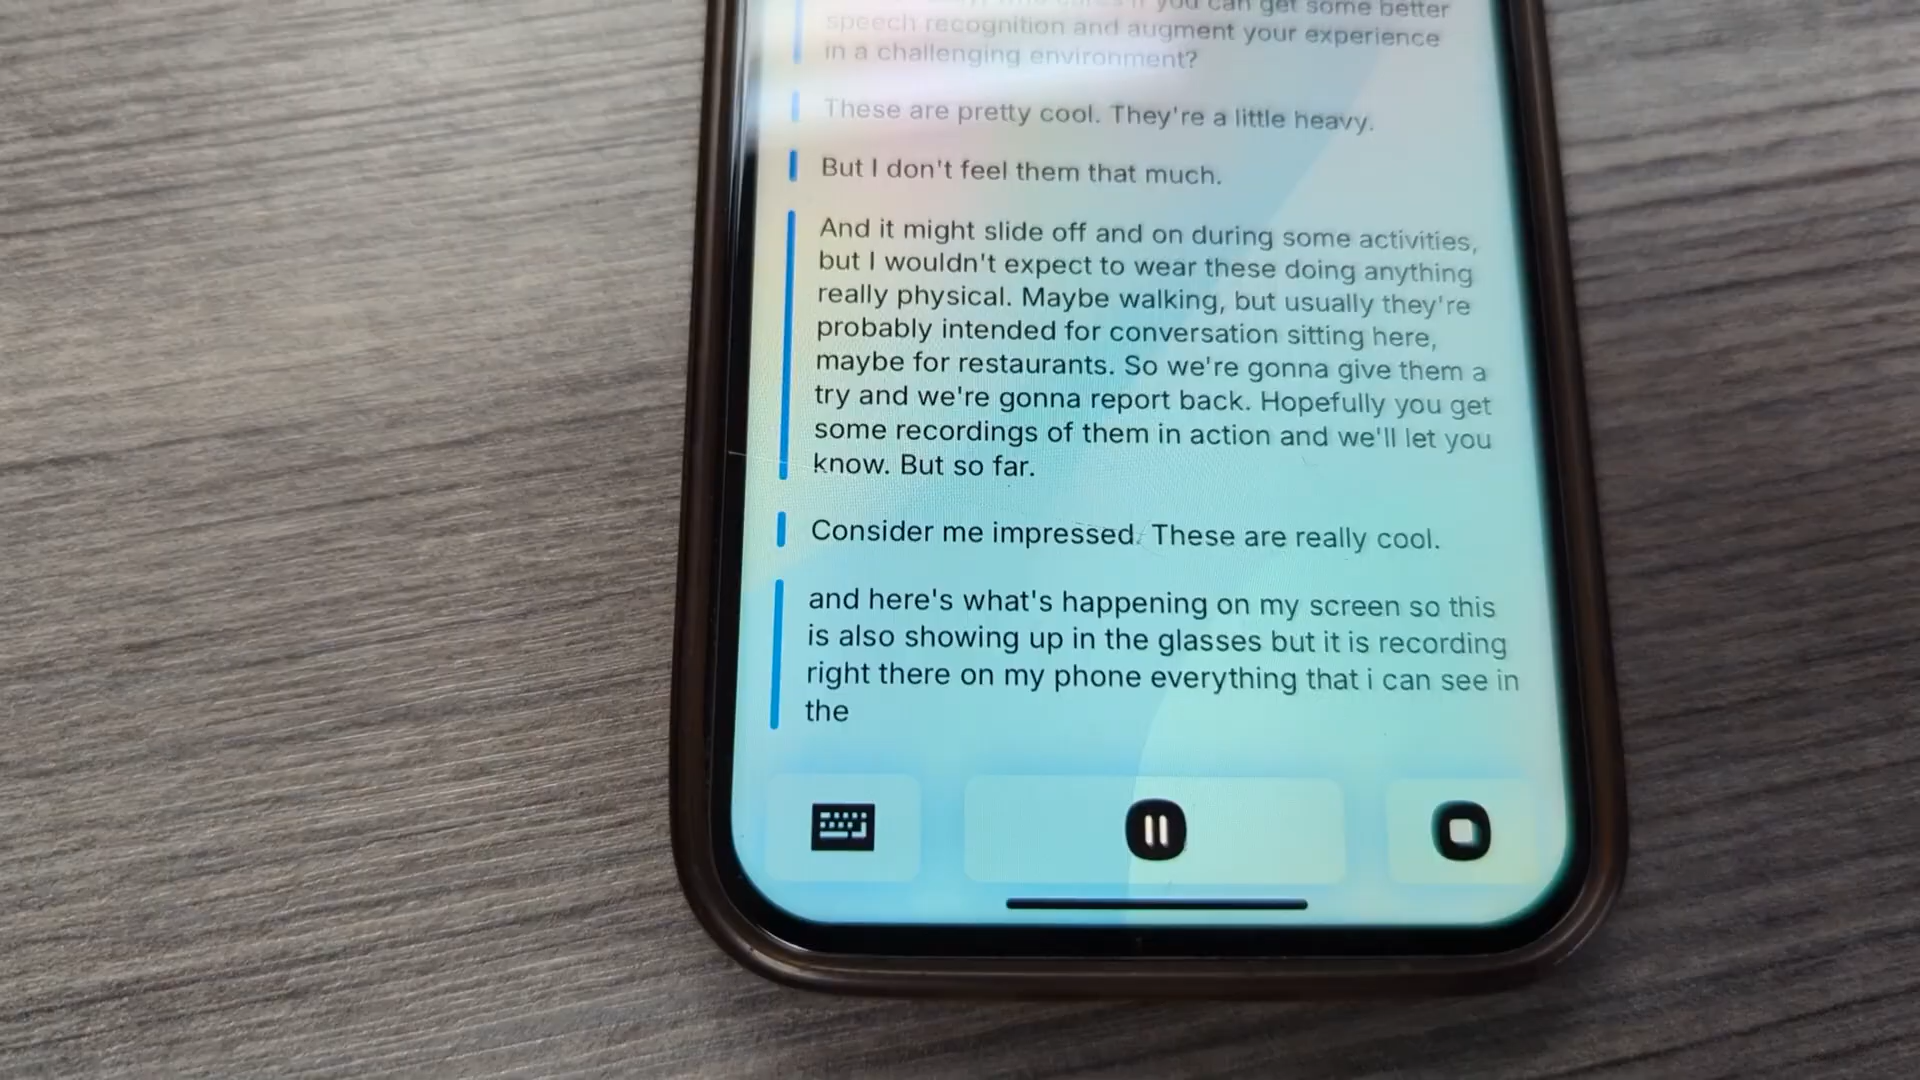 you can get some better
speech recognition and augment your experience
in a challenging environment?
These are pretty cool. They're a little heavy.
But I don't feel them that much.
And it might slide off and on during some activities,
but I wouldn't expect to wear these doing anything
really physical. Maybe walking, but usually they're
probably intended for conversation sitting here,
maybe for restaurants. So we're gonna give them a
try and we're gonna report back. Hopefully you get
some recordings of them in action and we'll let you
know. But so far.
Consider me impressed. These are really cool.
and here's what's happening on my screen so this
is also showing up in the glasses but it is recording
right there on my phone everything that i can see in
the